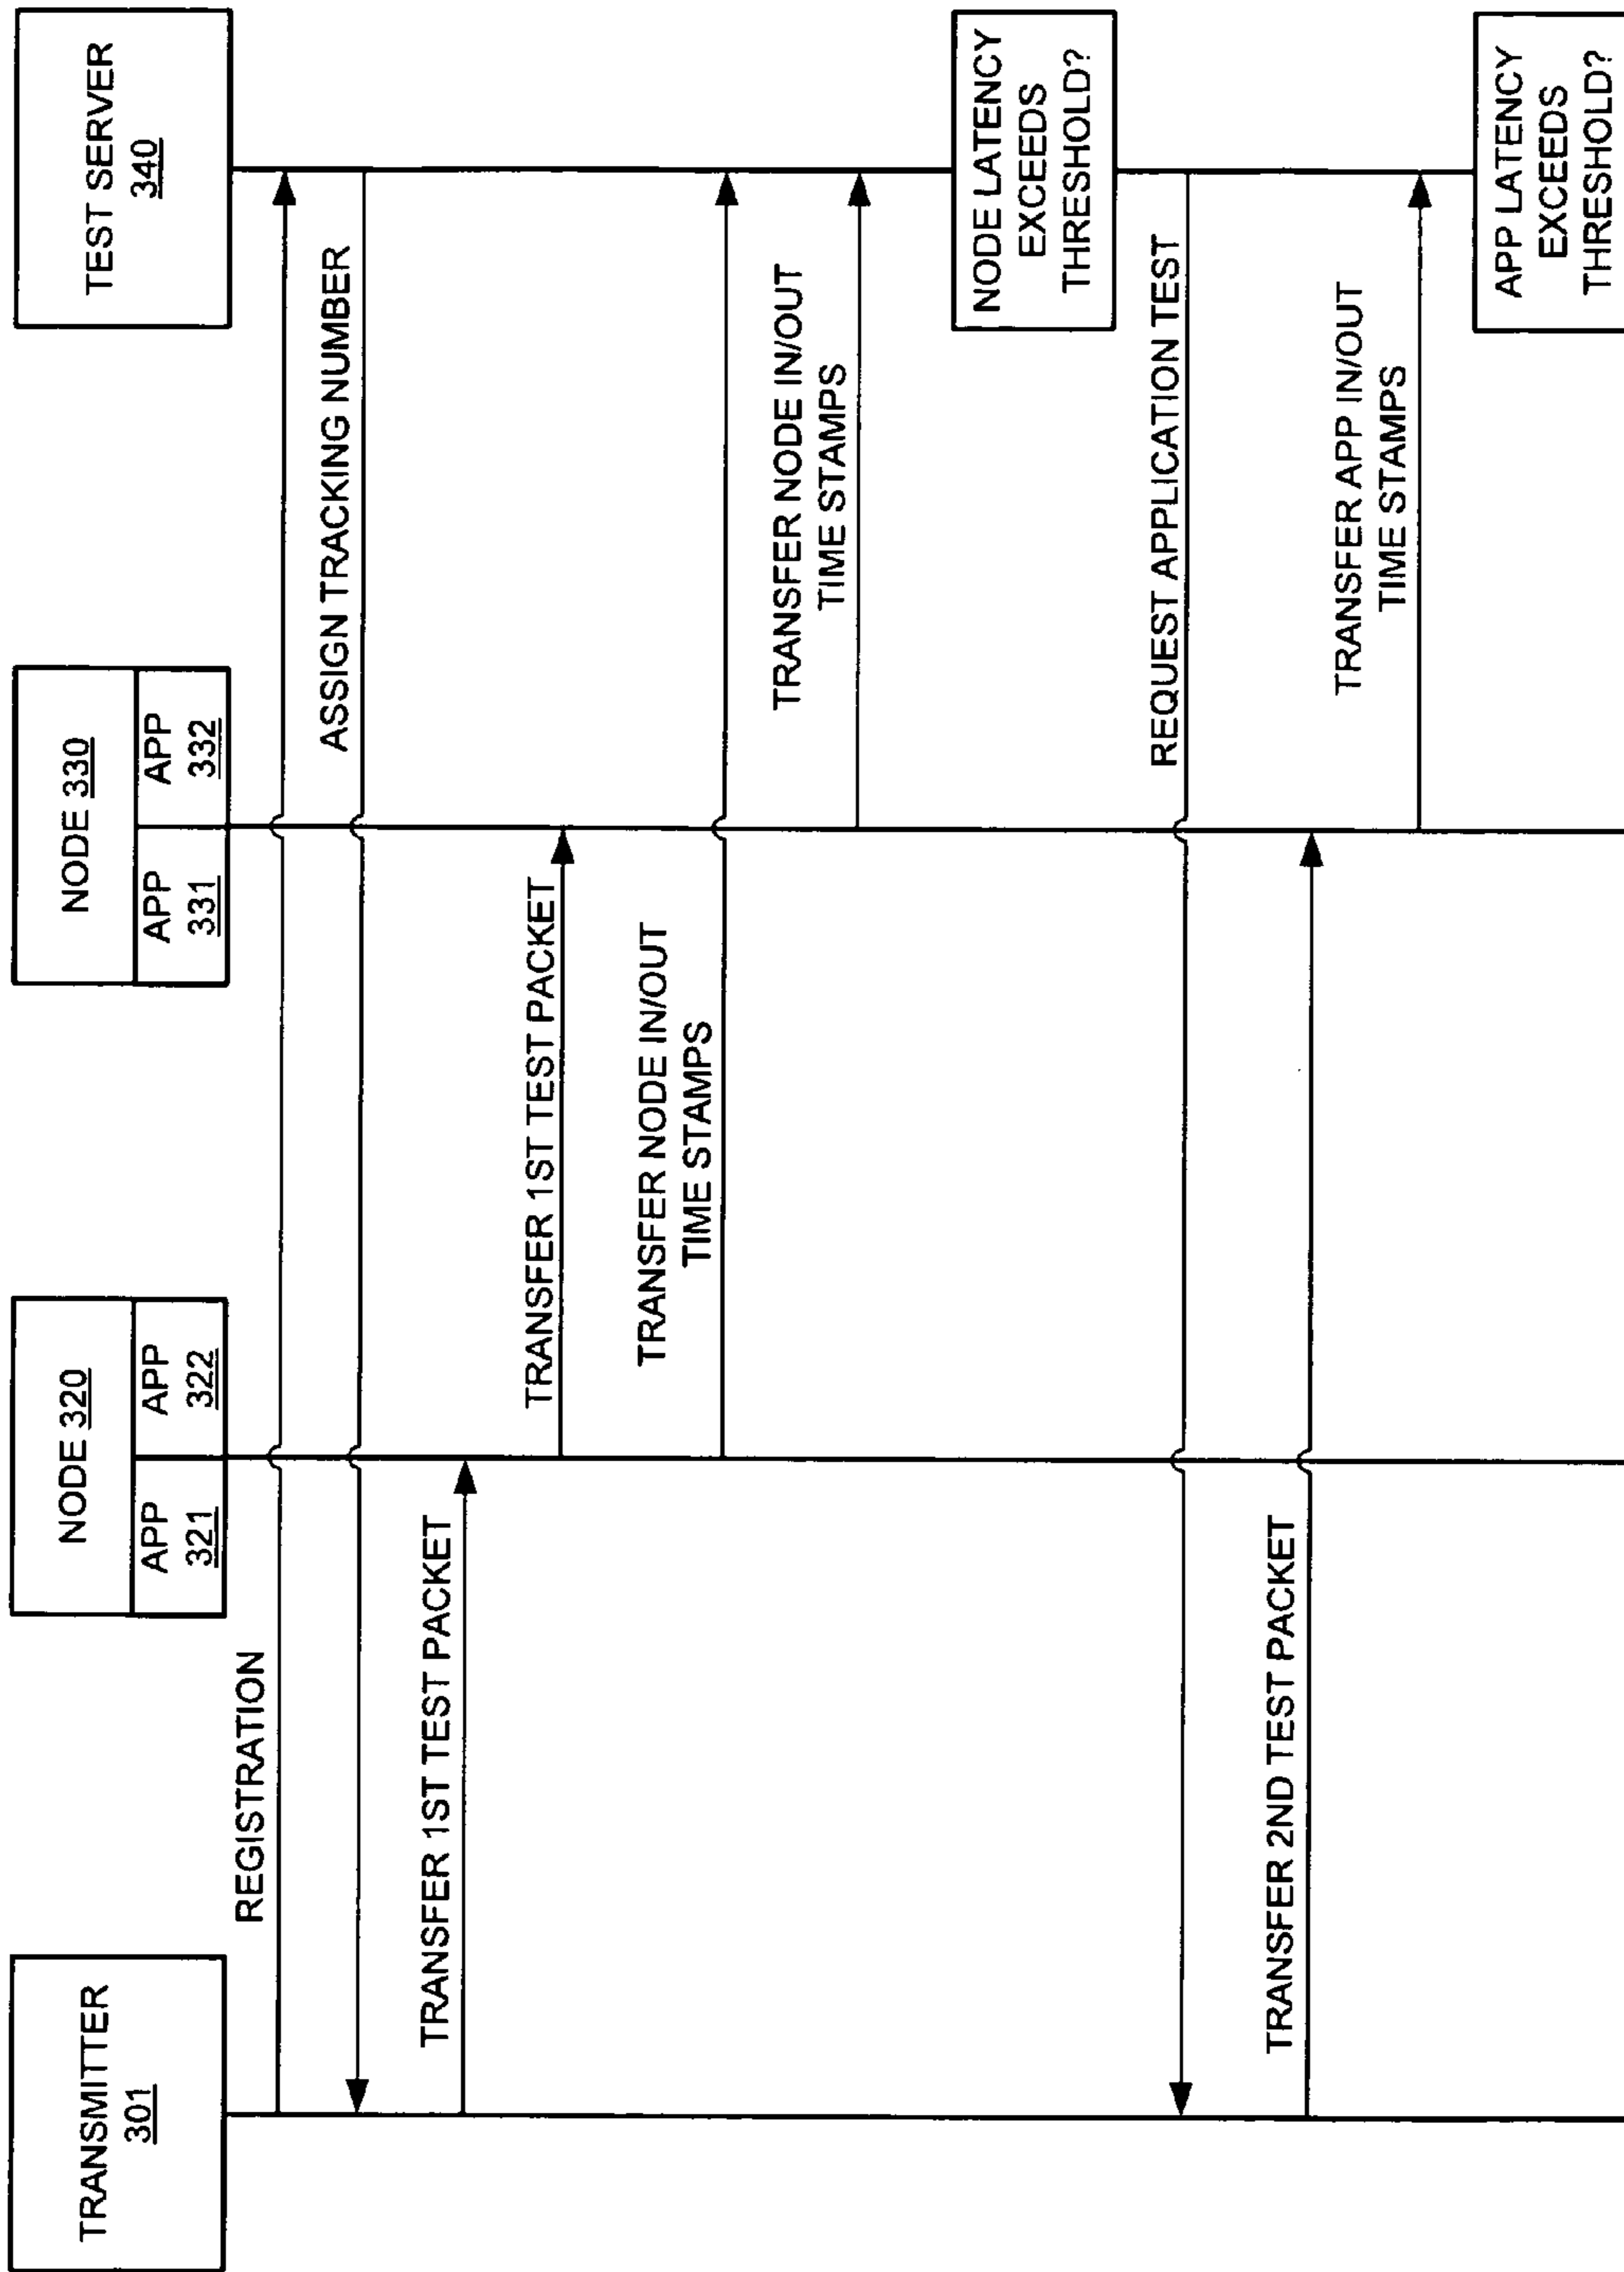 TRANSMITTER
301
NODE 320
APP
321
APP
322
NODE 330
APP
331
APP
332
TEST SERVER
340
REGISTRATION
ASSIGN TRACKING NUMBER
TRANSFER 1ST TEST PACKET
TRANSFER 1ST TEST PACKET
TRANSFER NODE IN/OUT
TIME STAMPS
TRANSFER NODE IN/OUT
TIME STAMPS
NODE LATENCY
EXCEEDS
THRESHOLD?
REQUEST APPLICATION TEST
TRANSFER 2ND TEST PACKET
TRANSFER APP IN/OUT
TIME STAMPS
APP LATENCY
EXCEEDS
THRESHOLD?